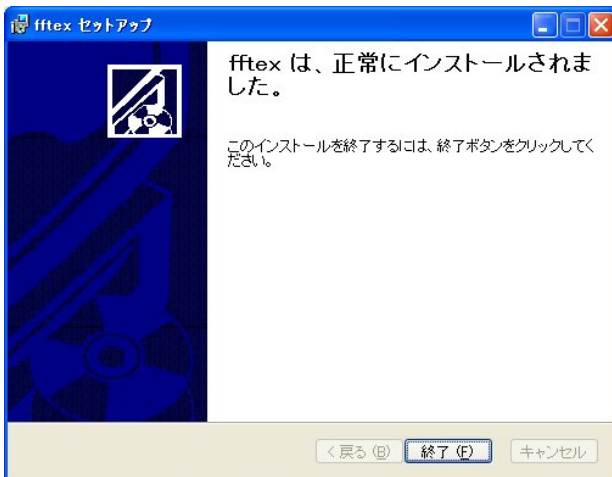 fftex セットアップ
fftex は、正常にインストールされま
した。
このインストールを終了するには、終了ボタンをクリックしてく
ださい。
< 戻る (B)
終了 (F)
キャンセル